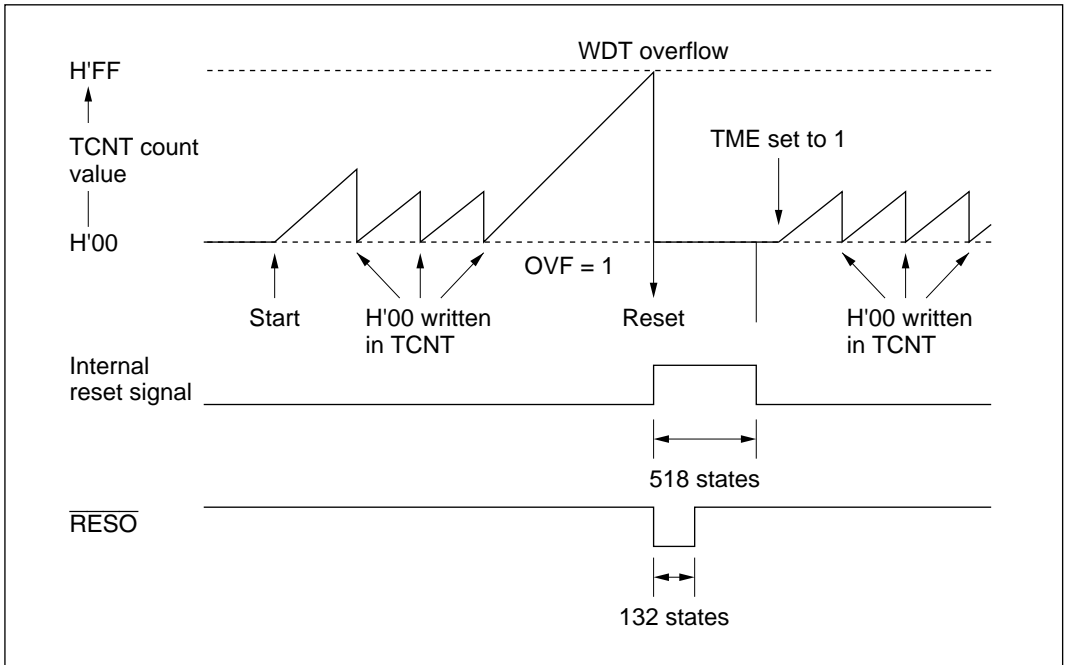 WDT overflow
H'FF
TCNT count
value
TME set to 1
H'00
OVF = 1
Start
H'00 written
in TCNT
Reset
H'00 written
in TCNT
Internal
reset signal
518 states
RESO
132 states